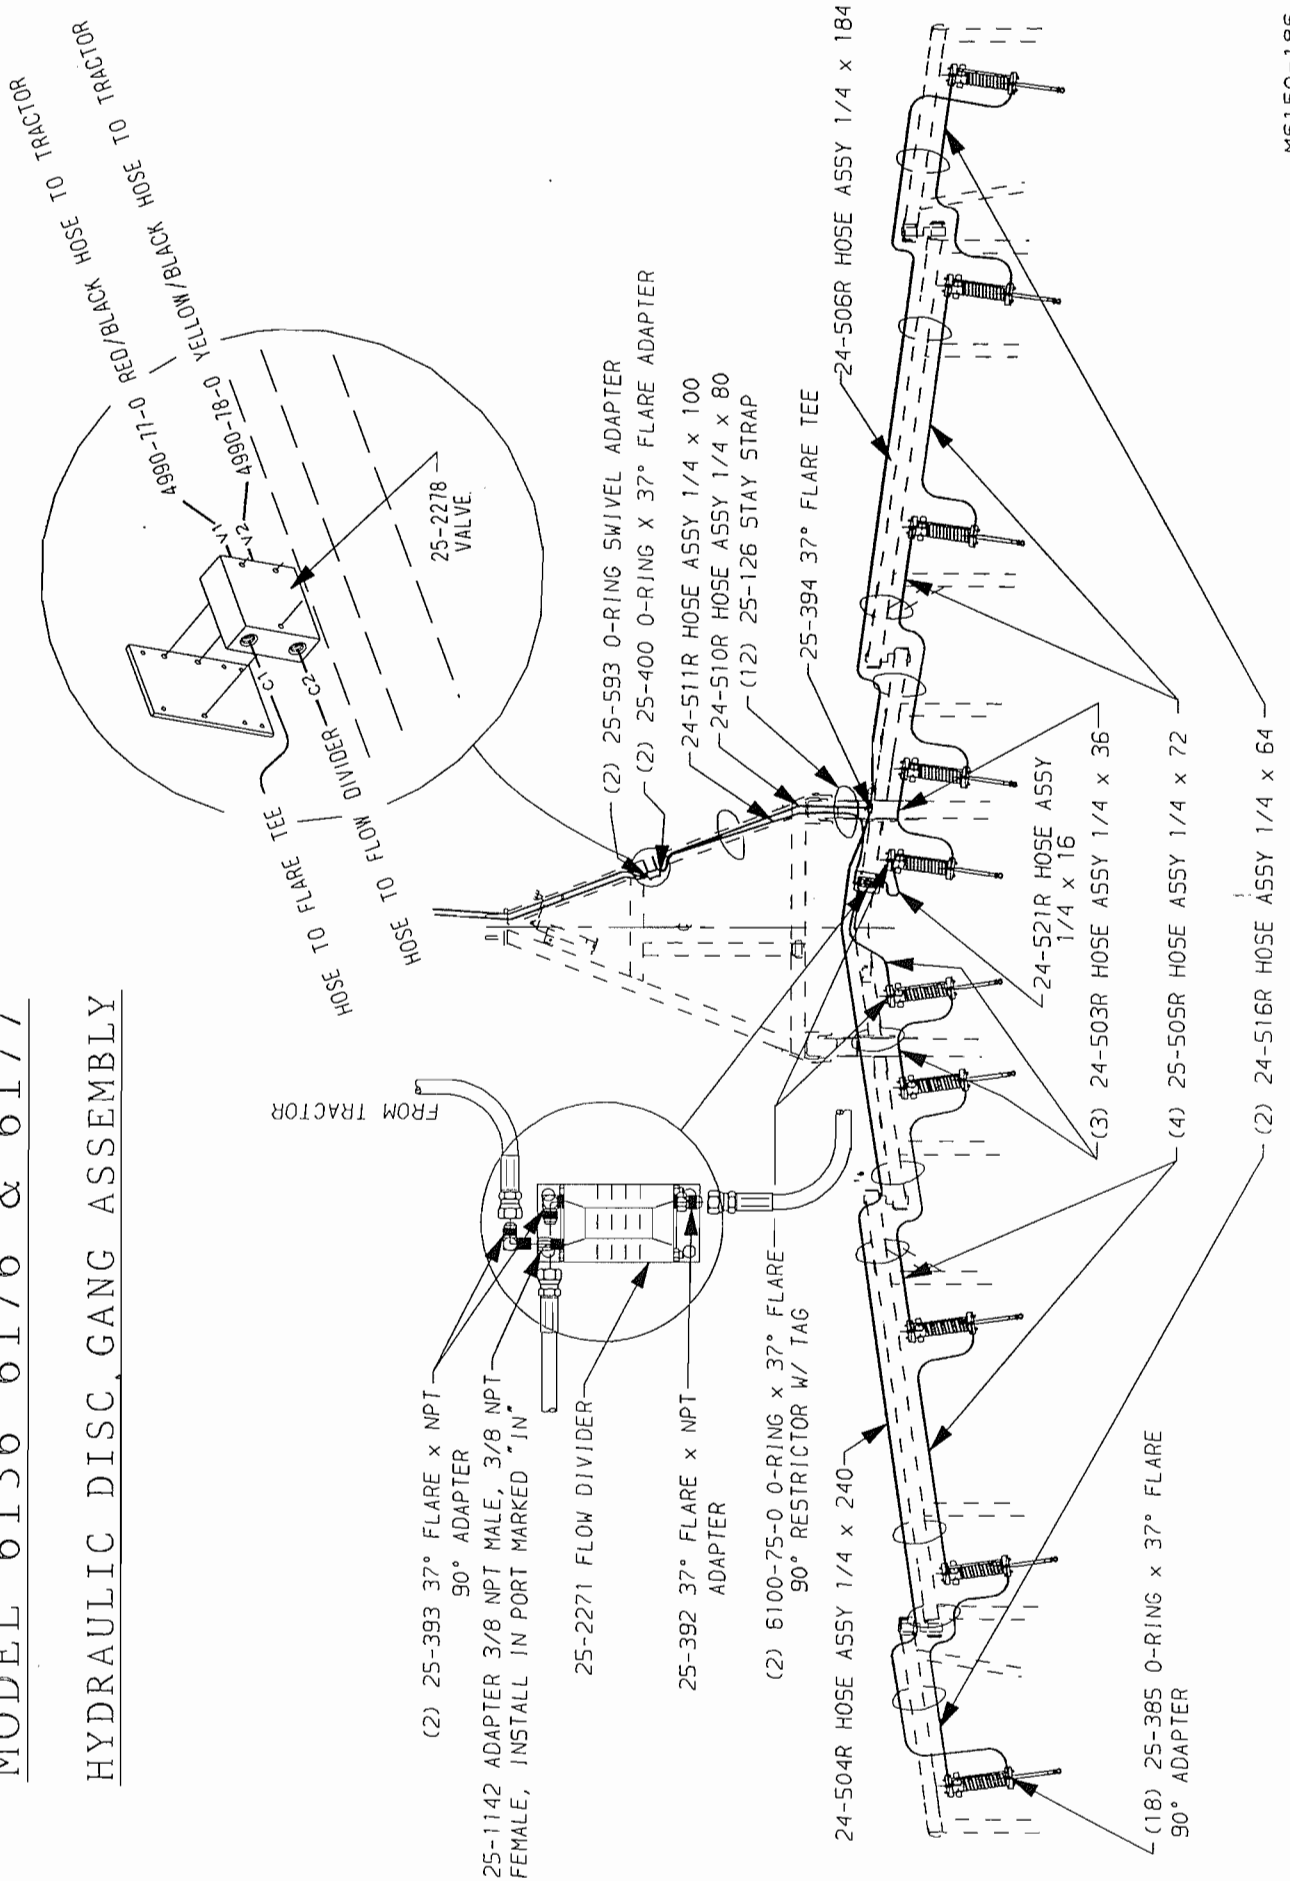 MODEL 6156 6176 & 6177
HYDRAULIC DISC GANG ASSEMBLY
4990-77-0 RED/BLACK HOSE TO TRACTOR
4990-78-0 YELLOW/BLACK HOSE TO TRACTOR
V1
V2
C1
C2
25-2278
VALVE
HOSE TO FLARE TEE
HOSE TO FLOW DIVIDER
FROM TRACTOR
(2) 25-593 O-RING SWIVEL ADAPTER
(2) 25-400 O-RING X 37° FLARE ADAPTER
24-511R HOSE ASSY 1/4 x 100
24-510R HOSE ASSY 1/4 x 80
(12) 25-126 STAY STRAP
25-394 37° FLARE TEE
24-506R HOSE ASSY 1/4 x 184
(2) 25-393 37° FLARE x NPT
90° ADAPTER
25-1142 ADAPTER 3/8 NPT MALE, 3/8 NPT
FEMALE, INSTALL IN PORT MARKED "IN"
25-2271 FLOW DIVIDER
25-392 37° FLARE x NPT
ADAPTER
(2) 6100-75-0 O-RING x 37° FLARE
90° RESTRICTOR W/ TAG
24-504R HOSE ASSY 1/4 x 240
24-521R HOSE ASSY
1/4 x 16
(3) 24-503R HOSE ASSY 1/4 x 36
(4) 25-505R HOSE ASSY 1/4 x 72
(2) 24-516R HOSE ASSY 1/4 x 64
(18) 25-385 O-RING x 37° FLARE
90° ADAPTER